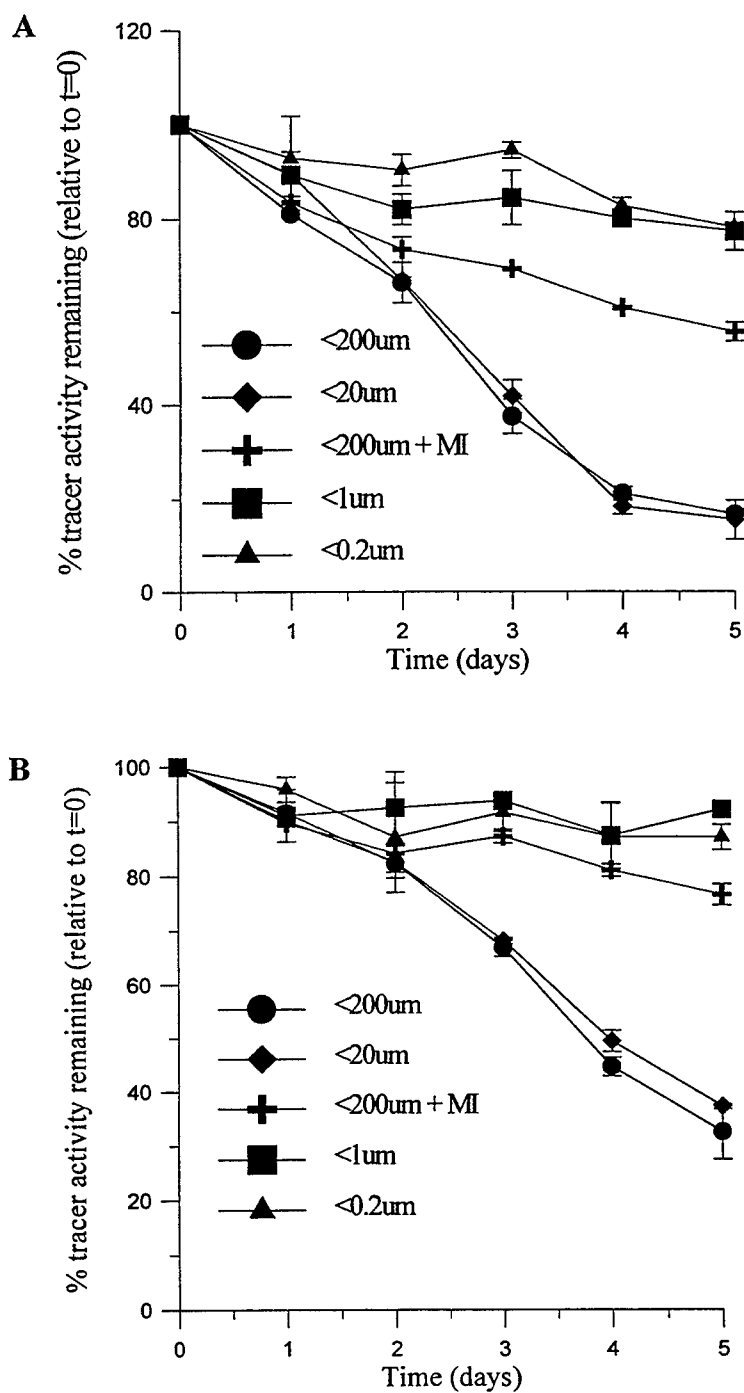 A
120
80
40
0
% tracer activity remaining (relative to t=0)
<200um
<20um
<200um + MI
<1um
<0.2um
0 1 2 3 4 5
Time (days)
B
100
80
60
40
20
0
% tracer activity remaining (relative to t=0)
<200um
<20um
<200um + MI
<1um
<0.2um
0 1 2 3 4 5
Time (days)